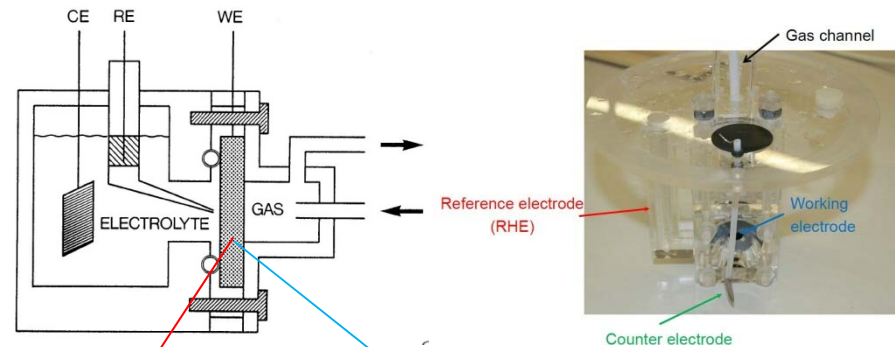 CE RE WE
ELECTROLYTE
GAS
Gas channel
Reference electrode
(RHE)
Working
electrode
Counter electrode